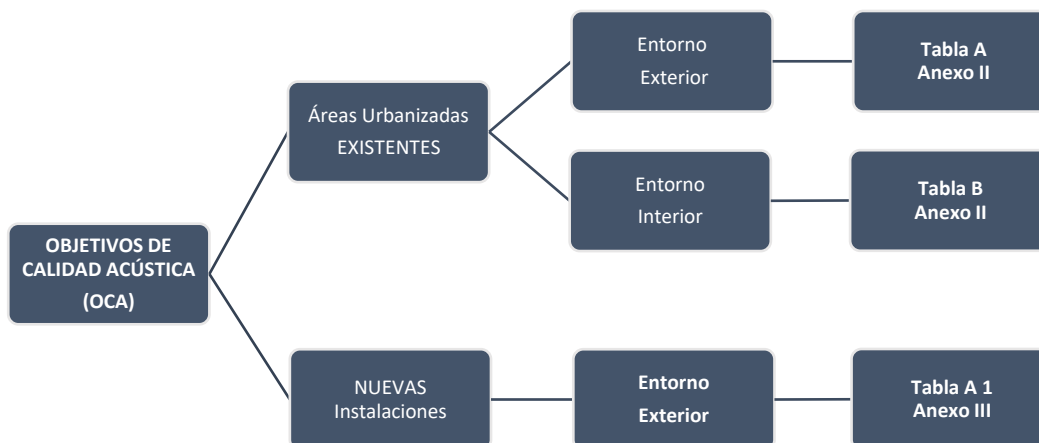 OBJETIVOS DE
CALIDAD ACÚSTICA
(OCA)
Áreas Urbanizadas
EXISTENTES
Entorno
Exterior
Tabla A
Anexo II
Entorno
Interior
Tabla B
Anexo II
NUEVAS
Instalaciones
Entorno
Exterior
Tabla A 1
Anexo III